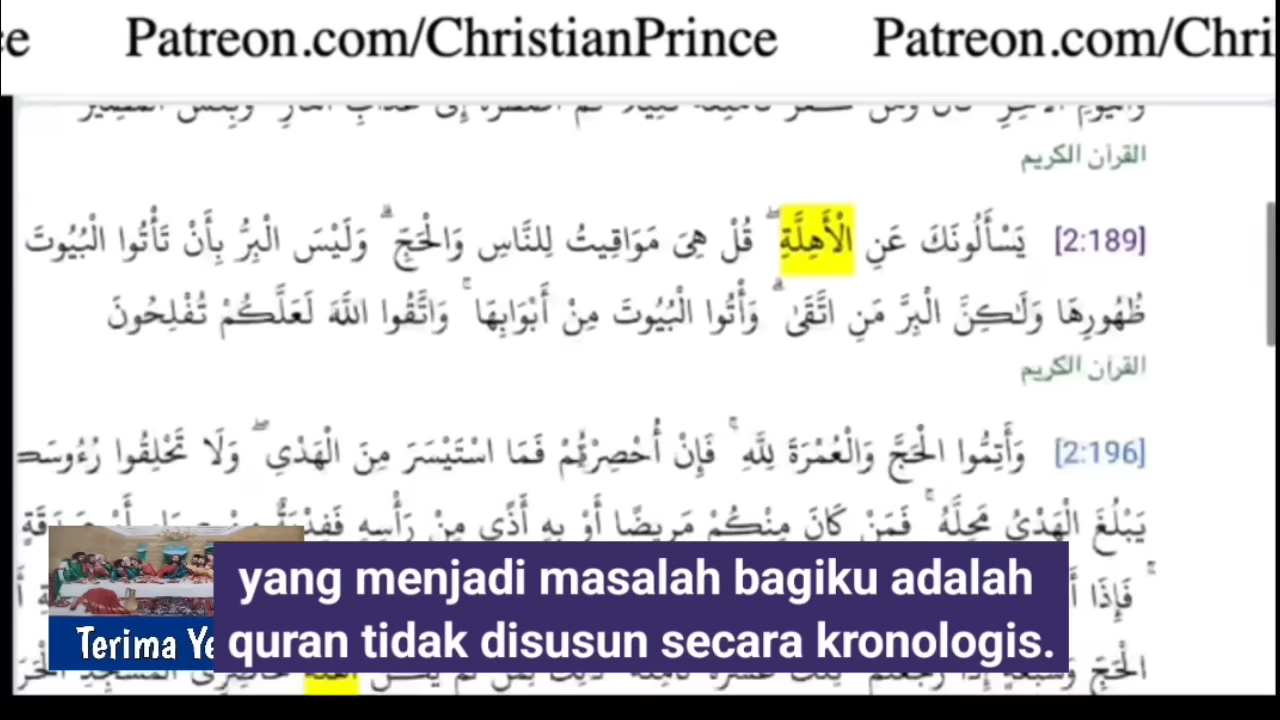 e Patreon.com/ChristianPrince Patreon.com/Chri
القرآن الكريم
[2:189] يَسْأَلُونَكَ عَنِ الْأَهِلَّةِ ۖ قُلْ هِيَ مَوَاقِيتُ لِلنَّاسِ وَالْحَجِّ ۗ وَلَيْسَ الْبِرُّ بِأَنْ تَأْتُوا الْبُيُوتَ
ظُهُورِهَا وَلَٰكِنَّ الْبِرَّ مَنِ اتَّقَىٰ ۗ وَأْتُوا الْبُيُوتَ مِنْ أَبْوَابِهَا ۚ وَاتَّقُوا اللَّهَ لَعَلَّكُمْ تُفْلِحُونَ
القرآن الكريم
[2:196] وَأَتِمُّوا الْحَجَّ وَالْعُمْرَةَ لِلَّهِ ۚ فَإِنْ أُحْصِرْتُمْ فَمَا اسْتَيْسَرَ مِنَ الْهَدْيِ ۖ وَلَا تَحْلِقُوا رُءُوسَك
يَبْلُغَ الْهَدْيُ مَحِلَّهُ ۚ فَمَنْ كَانَ مِنْكُمْ مَرِيضًا أَوْ بِهِ أَذًى مِنْ رَأْسِهِ
فَإِذَا
yang menjadi masalah bagiku adalah
quran tidak disusun secara kronologis.
Terima Ye
الْحَجِّ